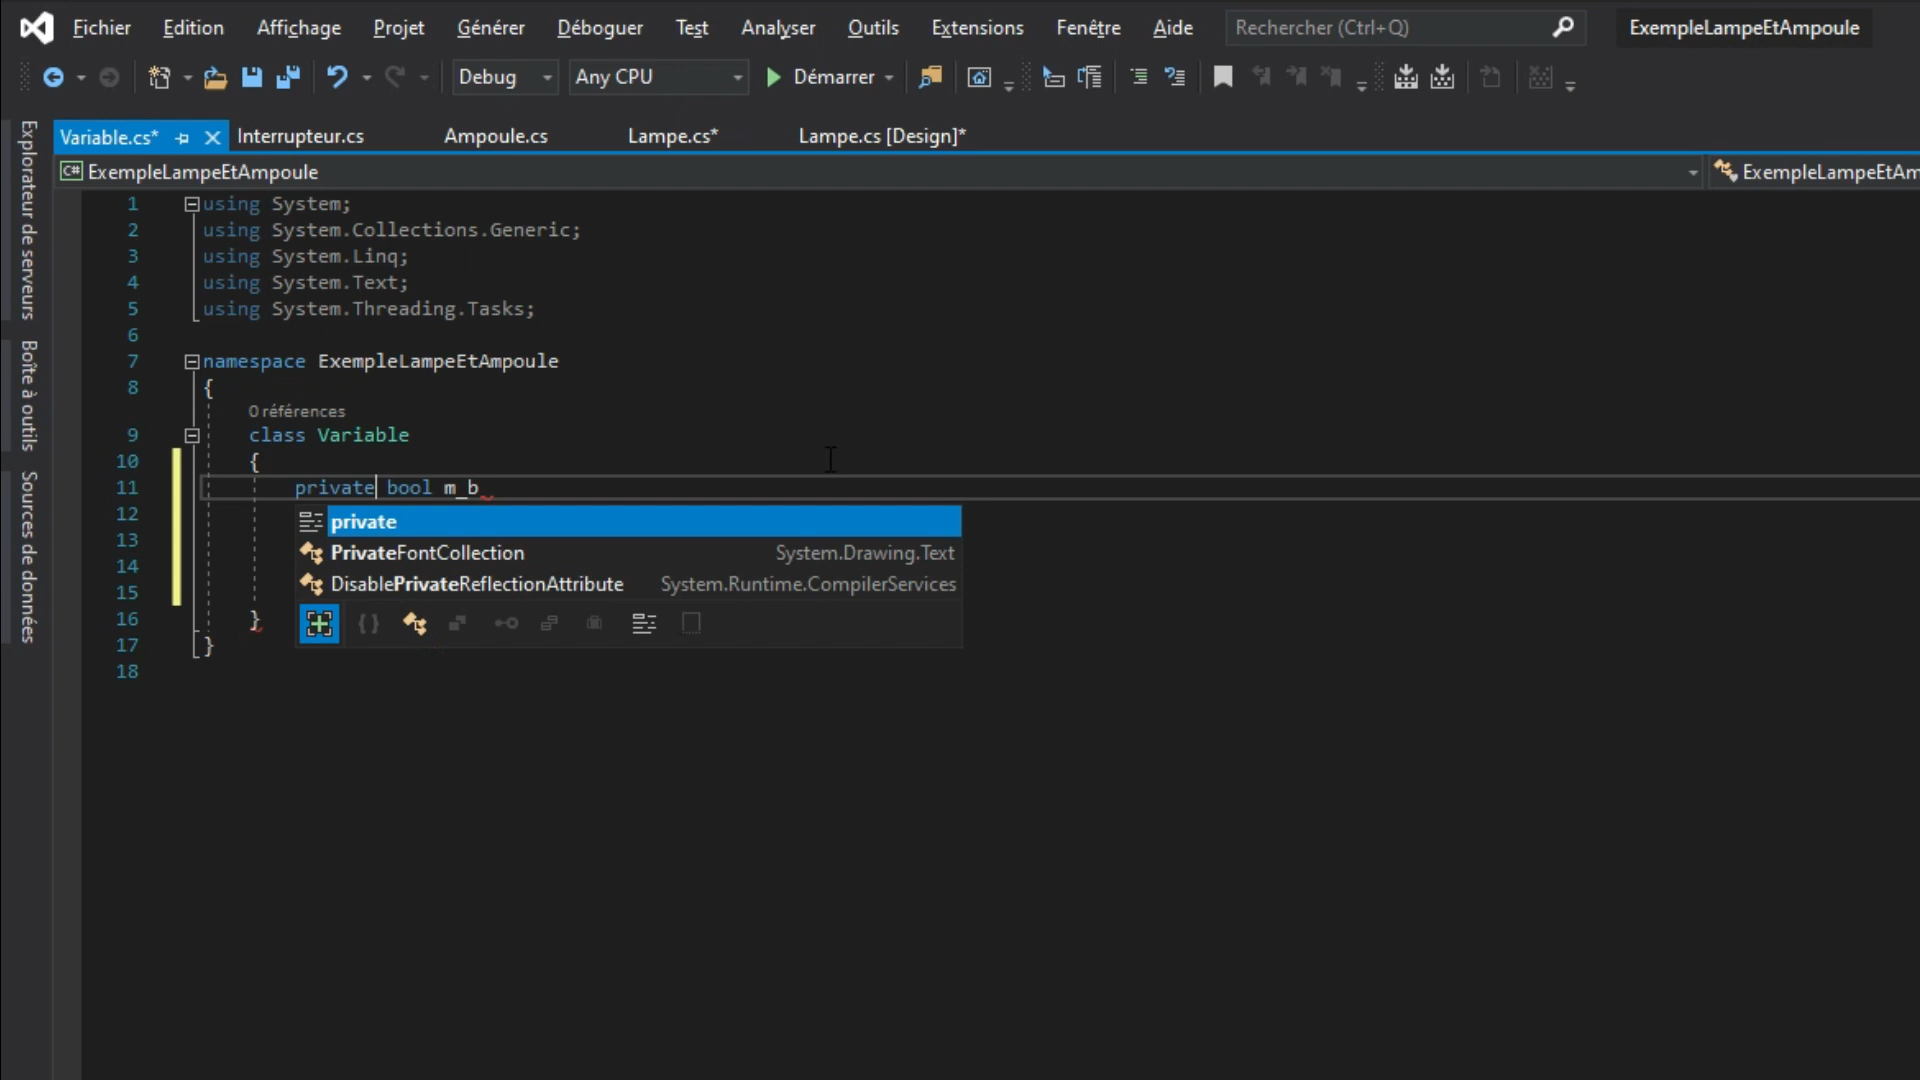 Fichier Edition Affichage Projet Générer Déboguer Test Analyser Outils Extensions Fenêtre Aide Rechercher (Ctrl+Q) ExempleLampeEtAmpoule
Debug Any CPU Démarrer
Variable.cs* Interrupteur.cs Ampoule.cs Lampe.cs* Lampe.cs [Design]*
C# ExempleLampeEtAmpoule ExempleLampeEtAm
Explorateur de serveurs
Boîte à outils
Sources de données
1 using System;
2 using System.Collections.Generic;
3 using System.Linq;
4 using System.Text;
5 using System.Threading.Tasks;
6
7 namespace ExempleLampeEtAmpoule
8 {
0 références
9 class Variable
10 {
11 private bool m_b
12
13
14
15
16 }
17 }
18
private
PrivateFontCollection System.Drawing.Text
DisablePrivateReflectionAttribute System.Runtime.CompilerServices